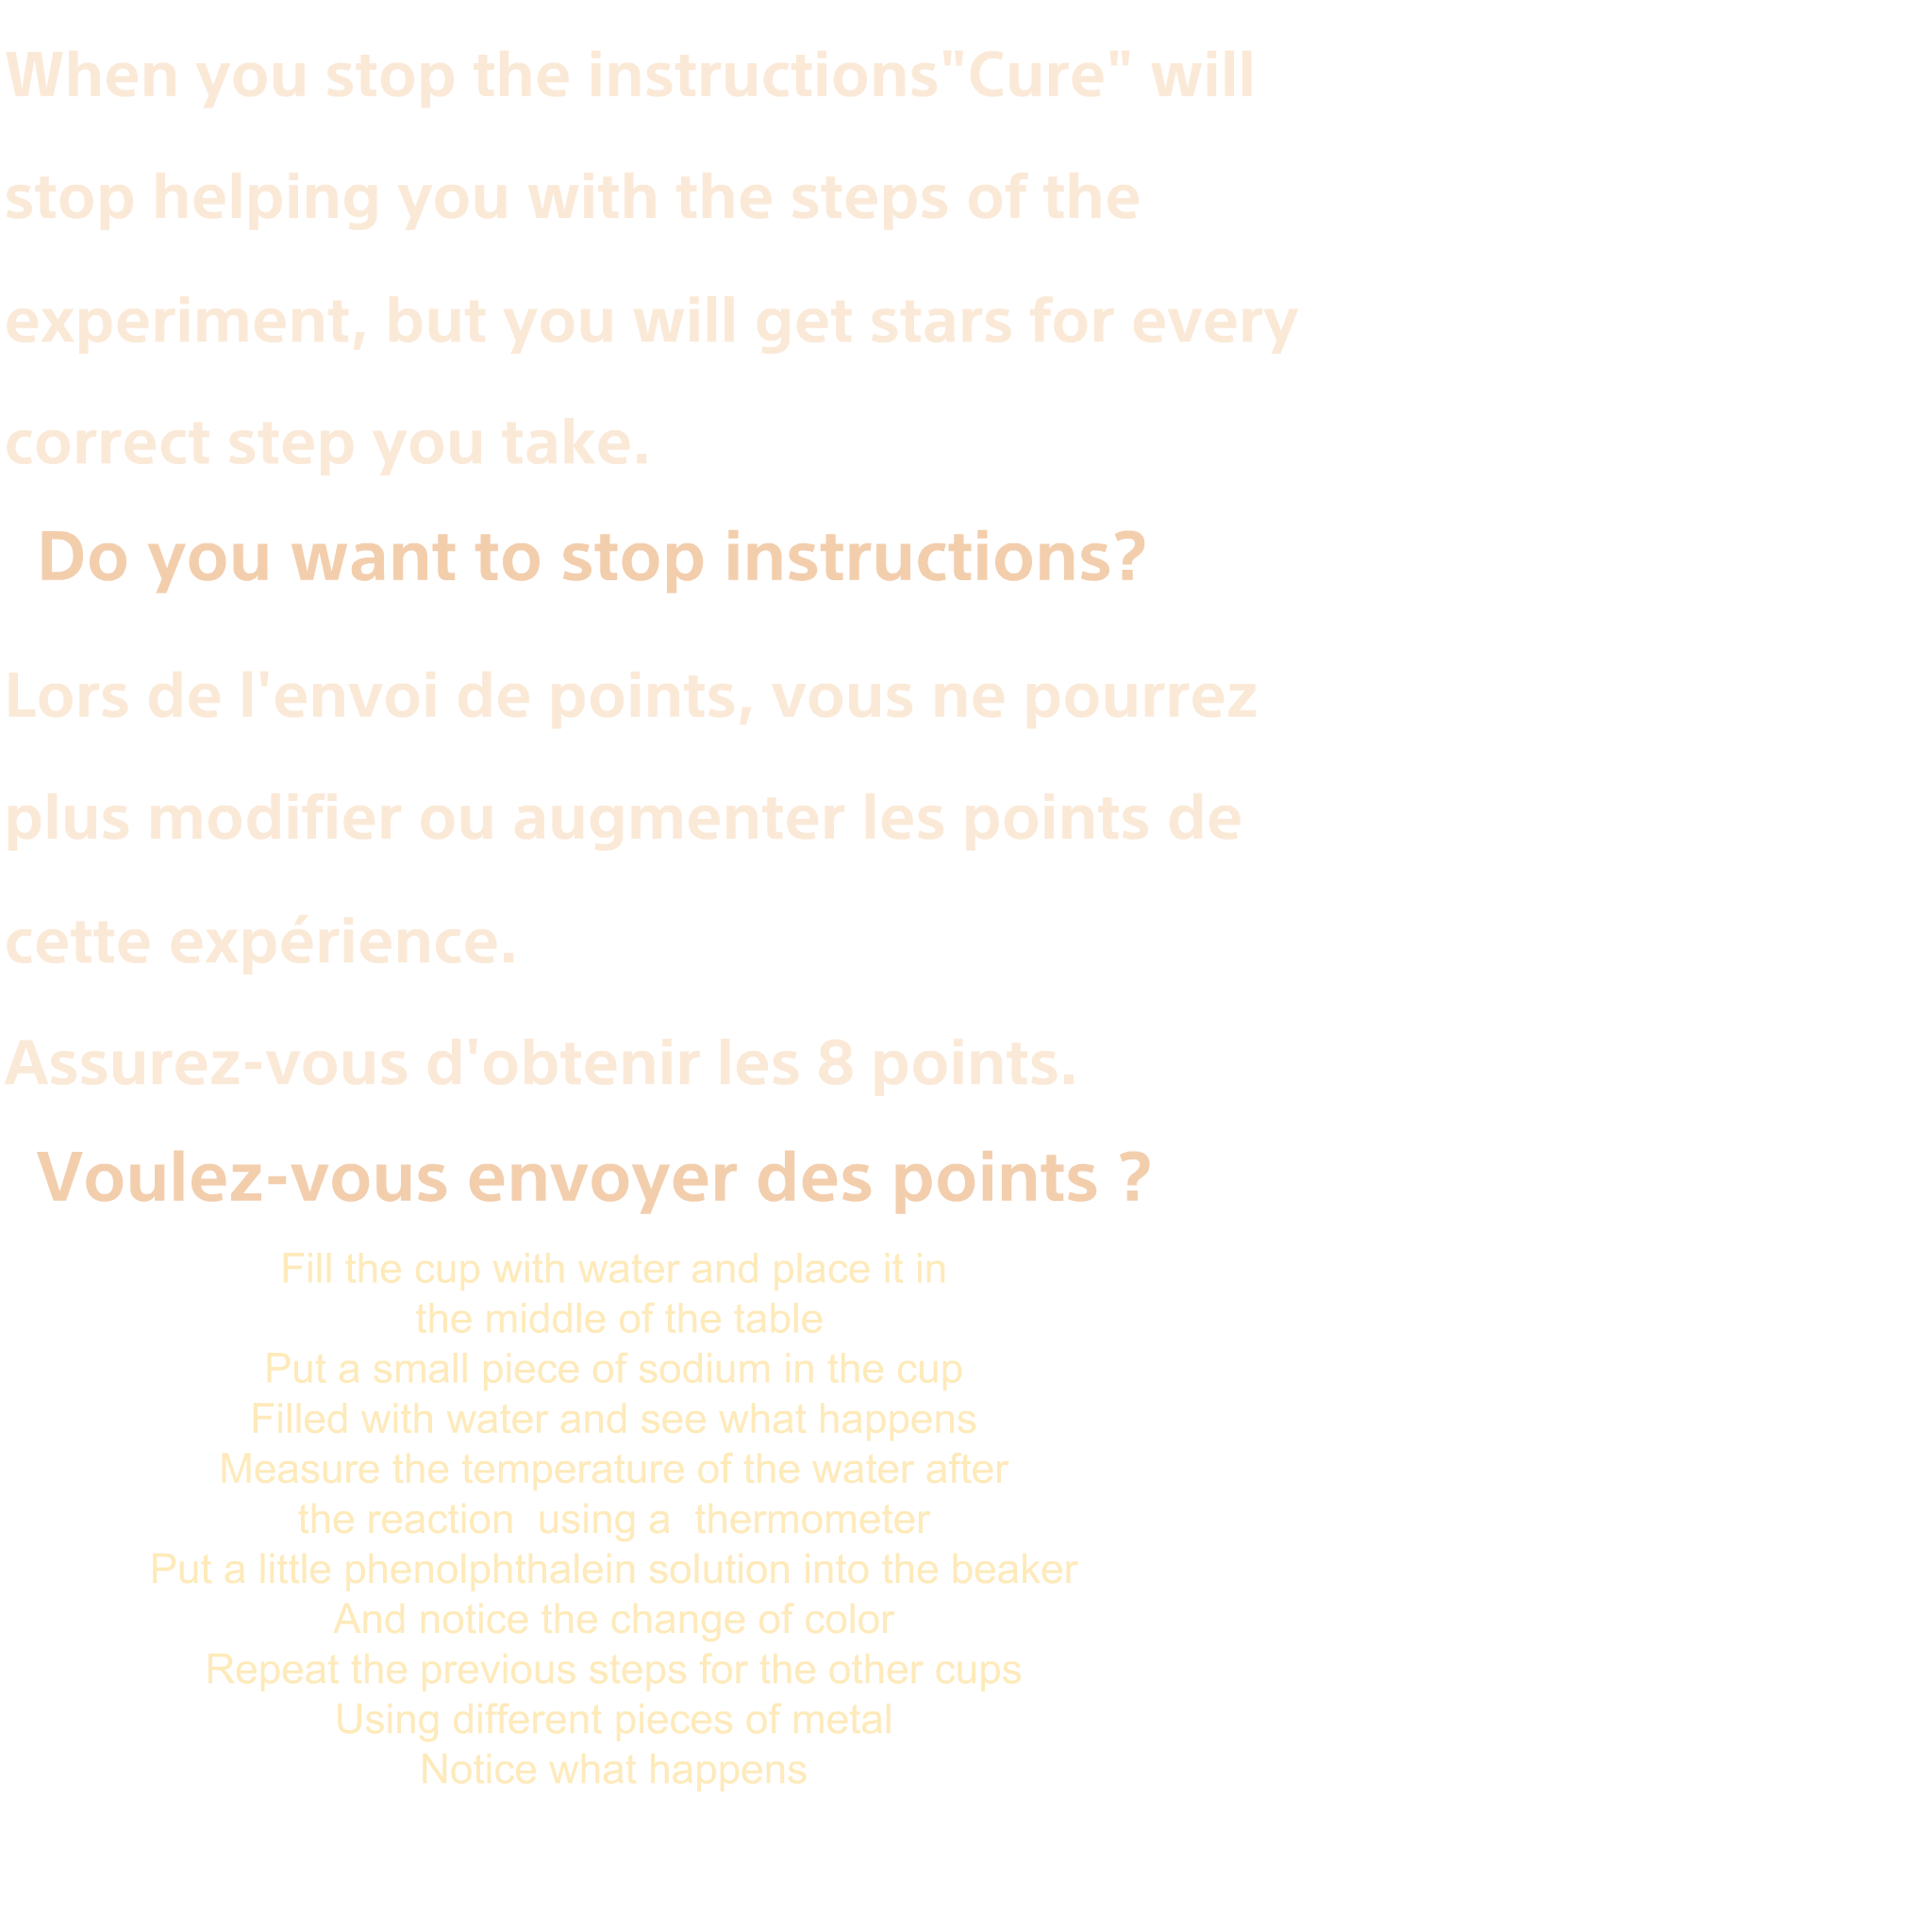 When you stop the instructions"Cure" will
stop helping you with the steps of the
experiment, but you will get stars for every
correct step you take.
Do you want to stop instructions?
Lors de l'envoi de points, vous ne pourrez
plus modifier ou augmenter les points de
cette expérience.
Assurez-vous d'obtenir les 8 points.
Voulez-vous envoyer des points ?
Fill the cup with water and place it in
the middle of the table
Put a small piece of sodium in the cup
Filled with water and see what happens
Measure the temperature of the water after
the reaction  using a  thermometer
Put a little phenolphthalein solution into the beaker
And notice the change of color
Repeat the previous steps for the other cups
Using different pieces of metal
Notice what happens